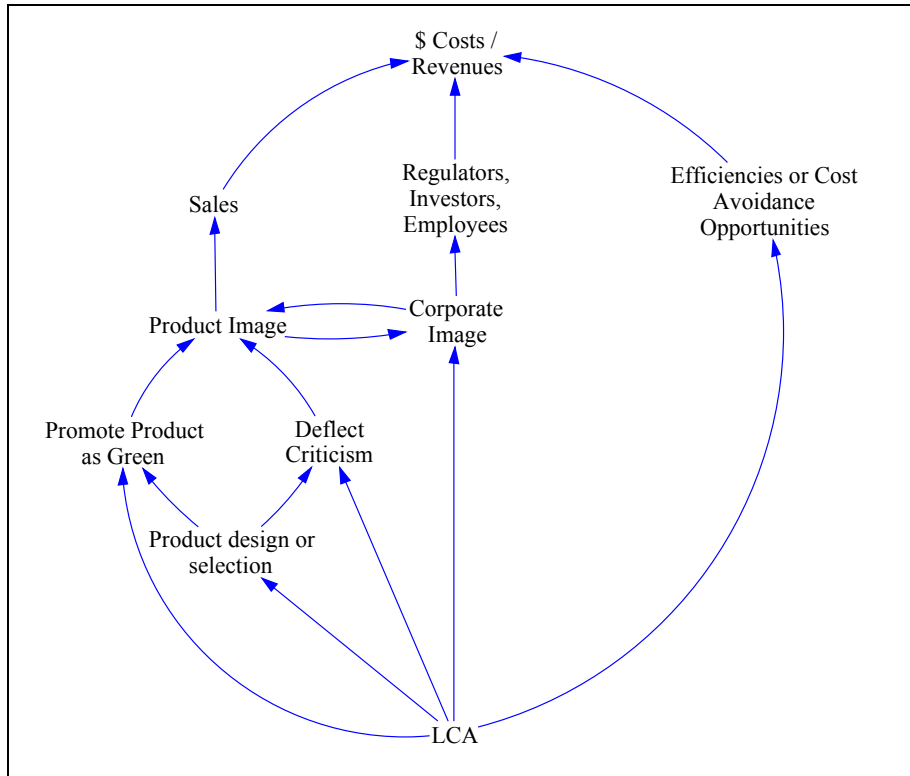 $ Costs /
Revenues
Regulators,
Investors,
Employees
Efficiencies or Cost
Avoidance
Opportunities
Sales
Corporate
Image
Product Image
Promote Product
as Green
Deflect
Criticism
Product design or
selection
LCA